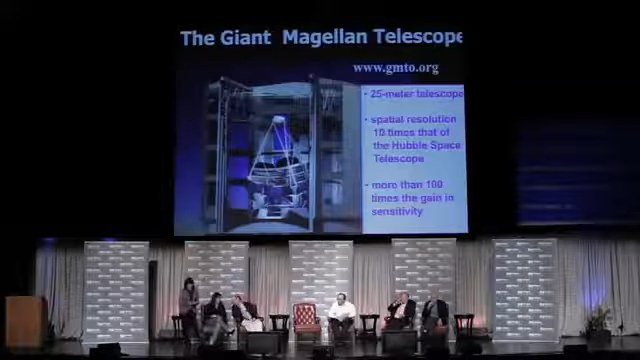 The Giant Magellan Telescope
www.gmto.org
• 25-meter telescope
• spatial resolution
10 times that of
the Hubble Space
Telescope
• more than 100
times the gain in
sensitivity